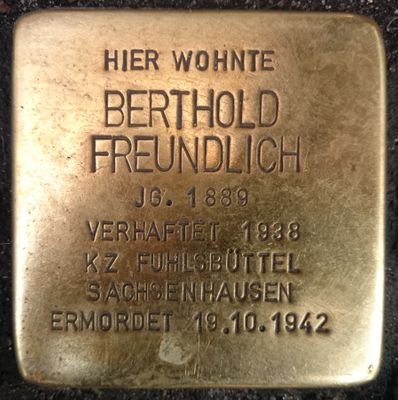 HIER WOHNTE
BERTHOLD
FREUNDLICH
JG. 1889
VERHAFTET 1938
KZ FUHLSBÜTTEL
SACHSENHAUSEN
ERMORDET 19.10.1942